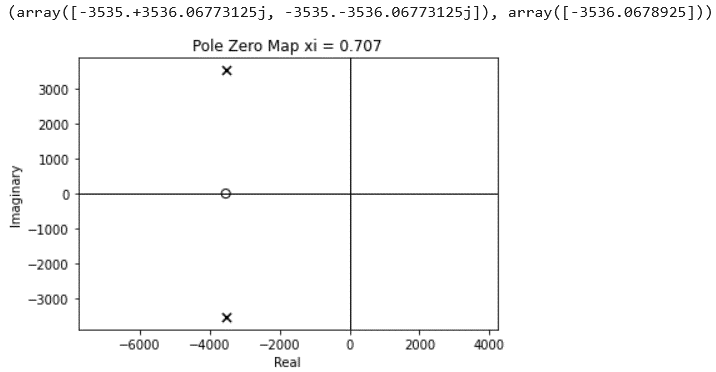 (array([-3535.+3536.06773125j, -3535.-3536.06773125j]), array([-3536.0678925]))
Pole Zero Map xi = 0.707
3000
2000
1000
0
−1000
−2000
−3000
Imaginary
−6000 −4000 −2000 0 2000 4000
Real